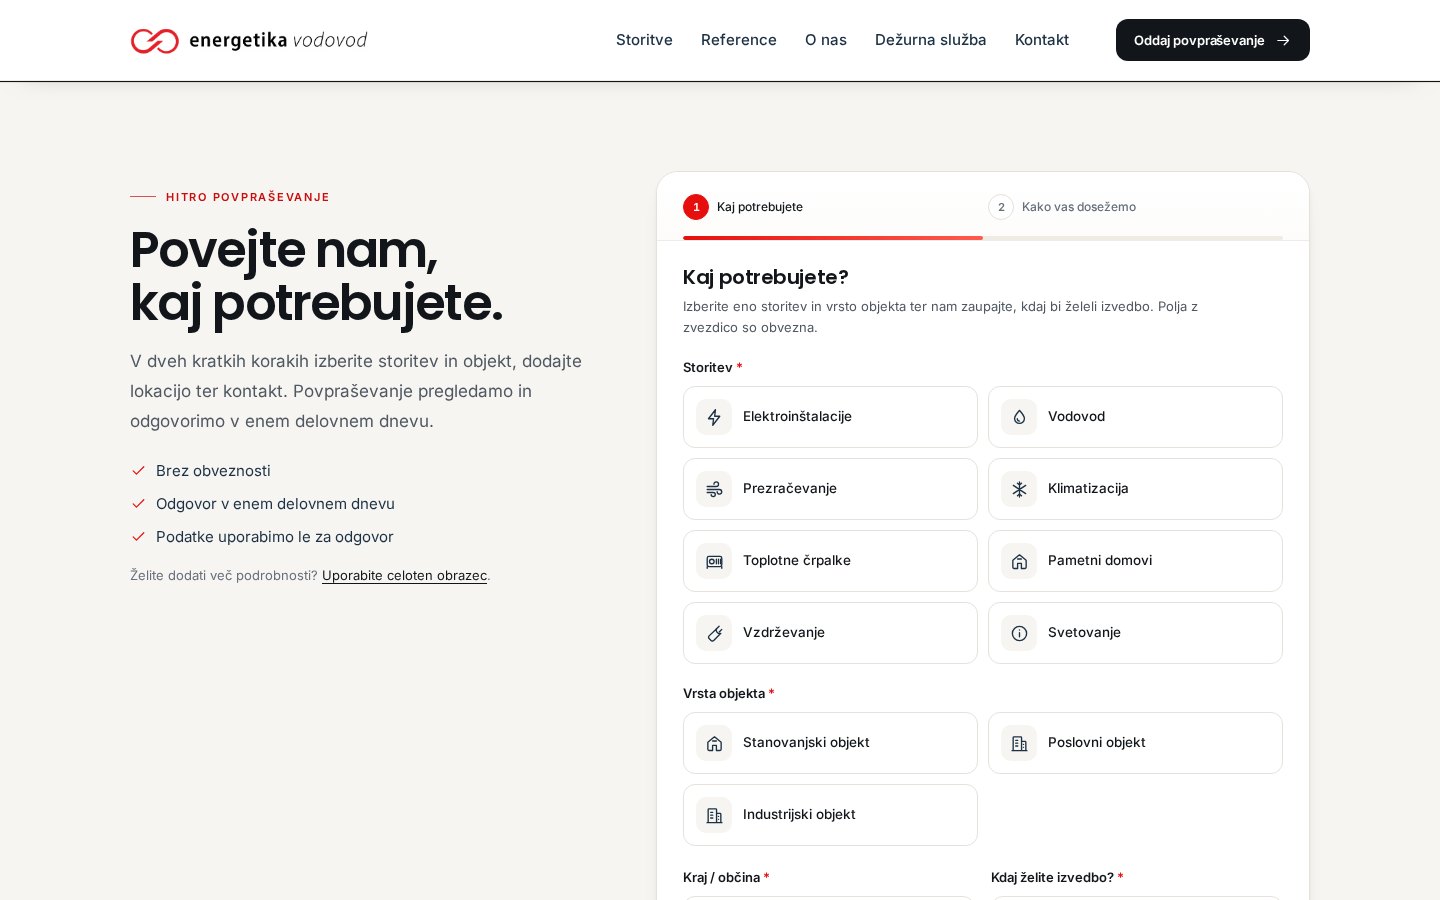 energetika vodovod
Storitve
Reference
O nas
Dežurna služba
Kontakt
Oddaj povpraševanje
HITRO POVPRAŠEVANJE
Povejte nam,
kaj potrebujete.
V dveh kratkih korakih izberite storitev in objekt, dodajte
lokacijo ter kontakt. Povpraševanje pregledamo in
odgovorimo v enem delovnem dnevu.
Brez obveznosti
Odgovor v enem delovnem dnevu
Podatke uporabimo le za odgovor
Želite dodati več podrobnosti? Uporabite celoten obrazec.
1 Kaj potrebujete
2 Kako vas dosežemo
Kaj potrebujete?
Izberite eno storitev in vrsto objekta ter nam zaupajte, kdaj bi želeli izvedbo. Polja z
zvezdico so obvezna.
Storitev *
Elektroinštalacije
Vodovod
Prezračevanje
Klimatizacija
Toplotne črpalke
Pametni domovi
Vzdrževanje
Svetovanje
Vrsta objekta *
Stanovanjski objekt
Poslovni objekt
Industrijski objekt
Kraj / občina *
Kdaj želite izvedbo? *